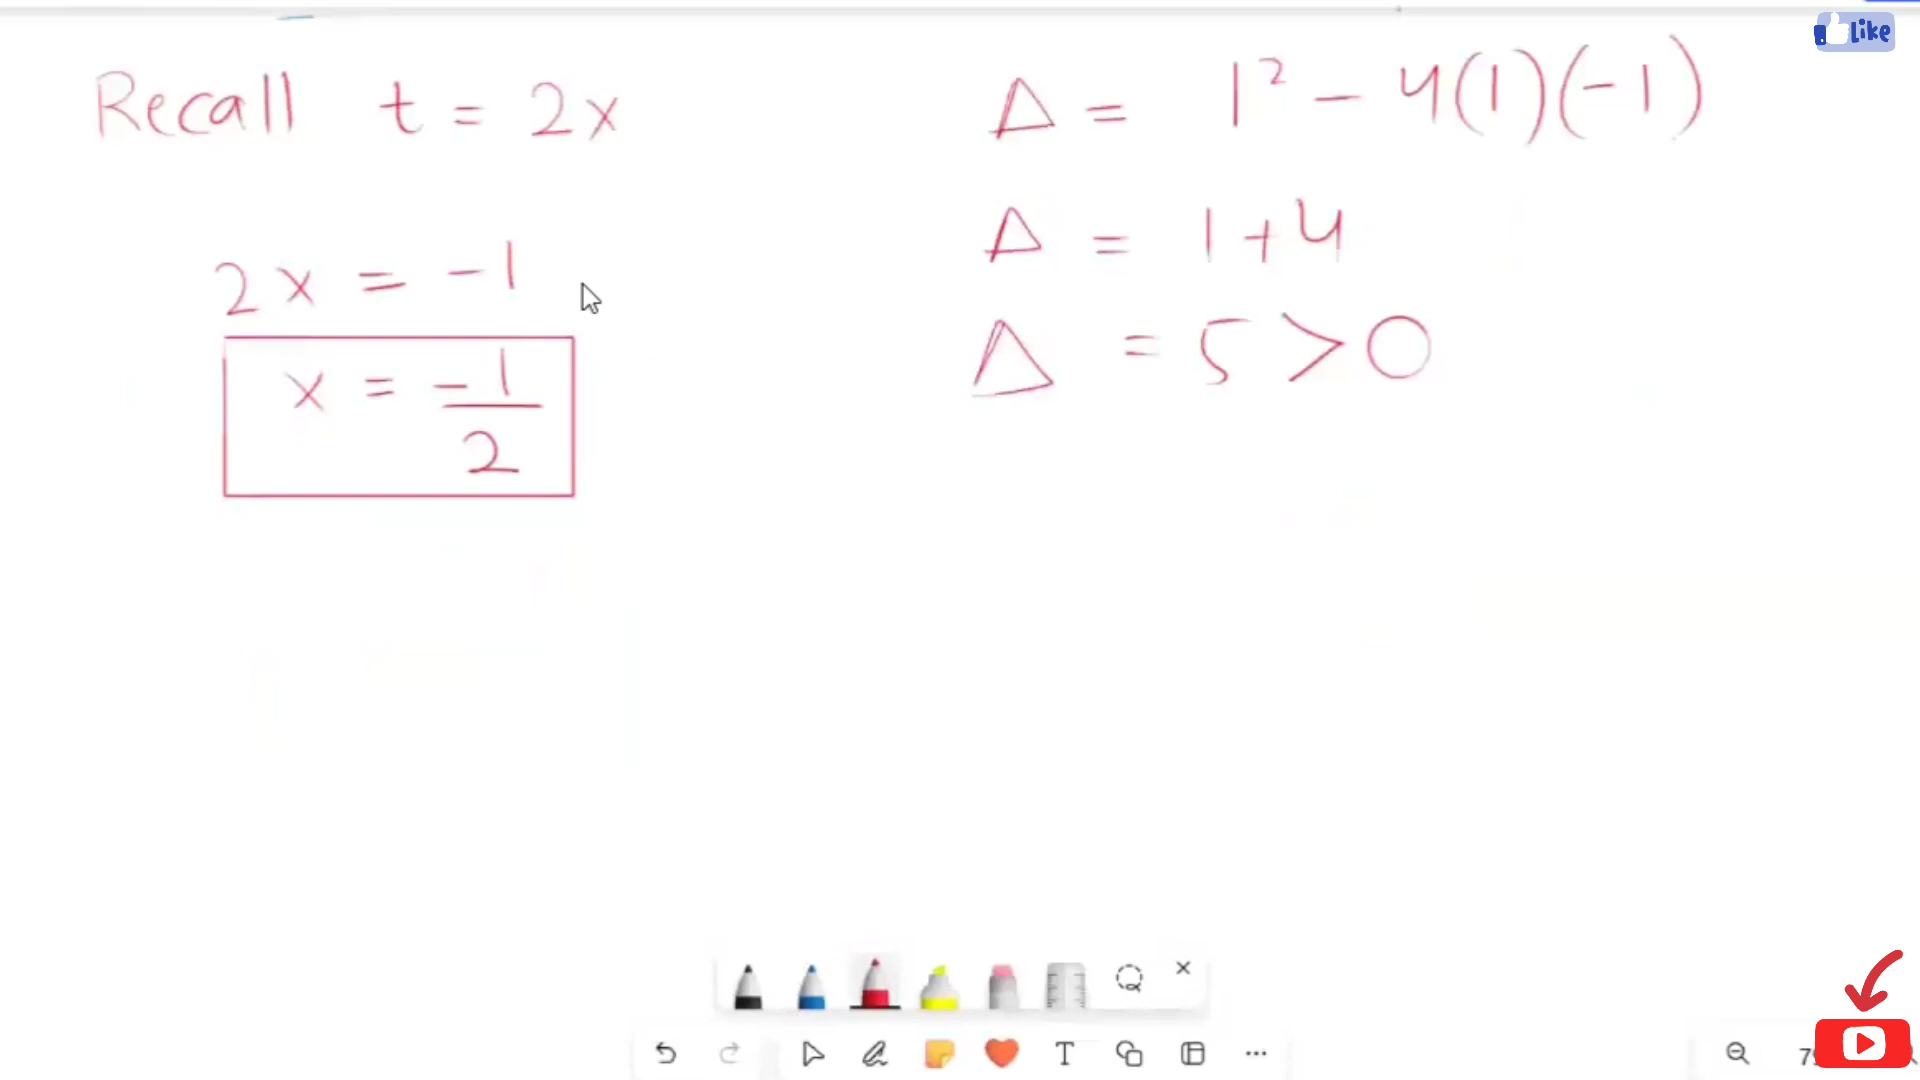 Recall t = 2x
2x = -1
x = -1/2
Δ = 1² - 4(1)(-1)
Δ = 1 + 4
Δ = 5 > 0
Like
T